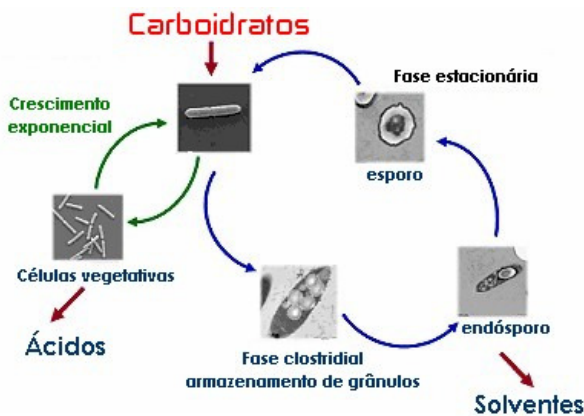 Carboidratos
Fase estacionária
Crescimento
exponencial
esporo
Células vegetativas
endósporo
Ácidos
Fase clostridial
armazenamento de grânulos
Solventes